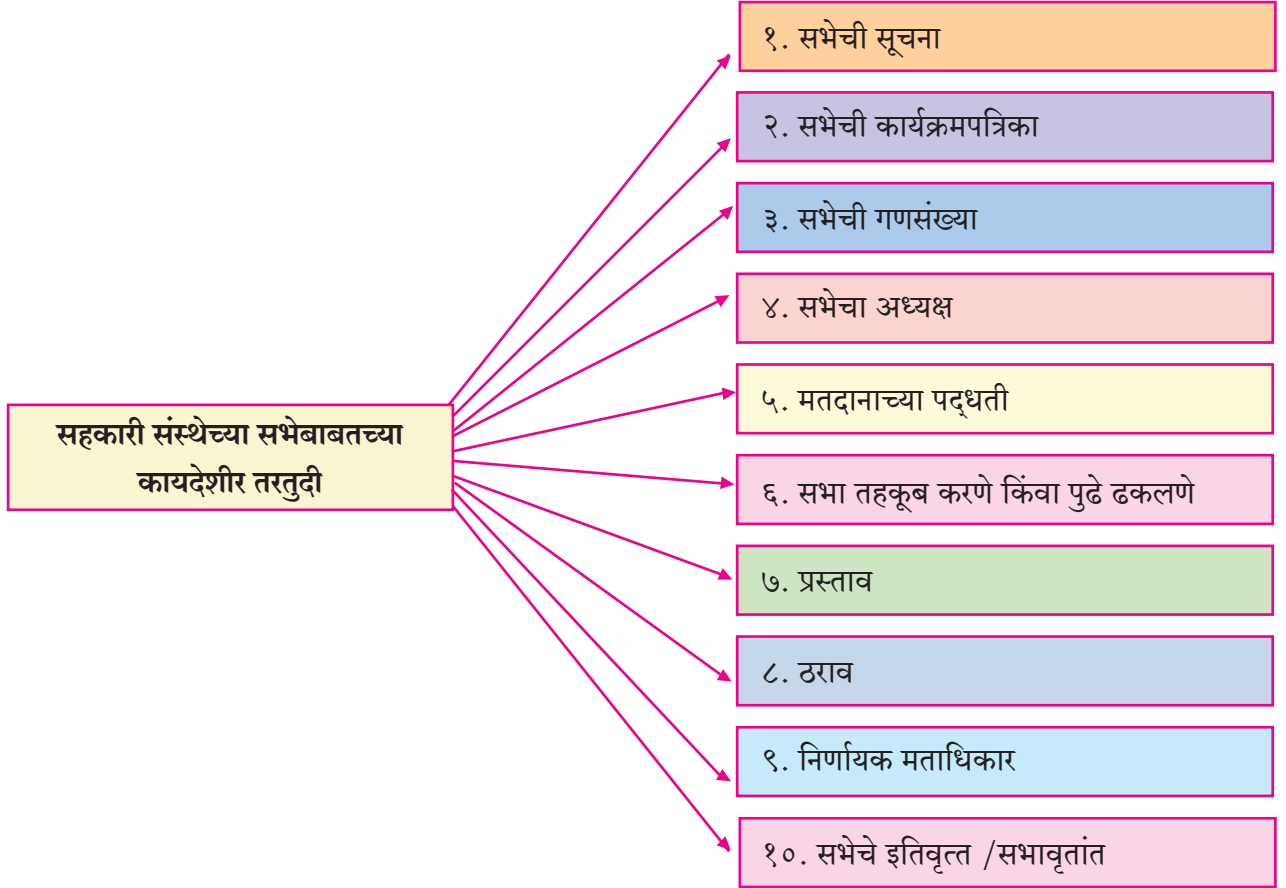 सहकारी संस्थेच्या सभेबाबतच्या
कायदेशीर तरतुदी
१. सभेची सूचना
२. सभेची कार्यक्रमपत्रिका
३. सभेची गणसंख्या
४. सभेचा अध्यक्ष
५. मतदानाच्या पद्धती
६. सभा तहकूब करणे किंवा पुढे ढकलणे
७. प्रस्ताव
८. ठराव
९. निर्णायक मताधिकार
१०. सभेचे इतिवृत्त /सभावृतांत